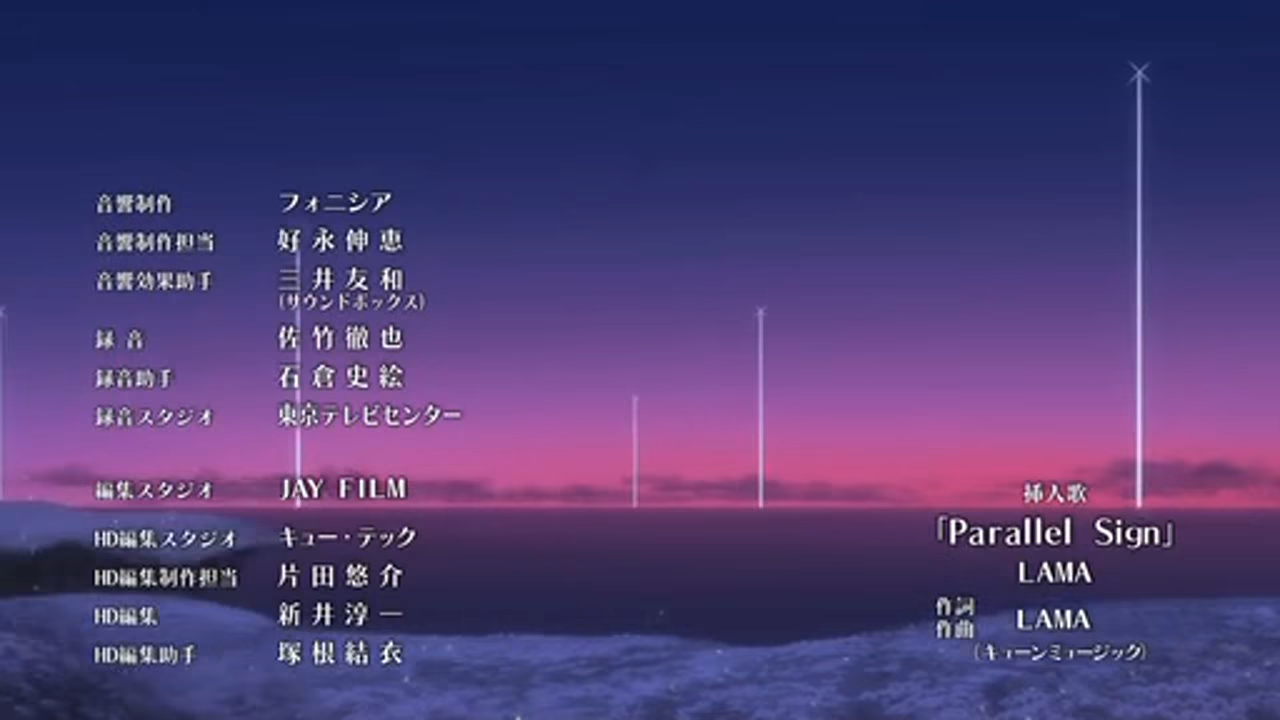 音響制作 フォニシア
音響制作担当 好永伸恵
音響効果助手 三井友和
(サウンドボックス)
録音 佐竹徹也
録音助手 石倉史絵
録音スタジオ 東京テレビセンター
編集スタジオ JAY FILM
HD編集スタジオ キュー・テック
HD編集制作担当 片田悠介
HD編集 新井淳一
HD編集助手 塚根結衣
挿入歌
「Parallel Sign」
LAMA
作詞
作曲 LAMA
(キューンミュージック)